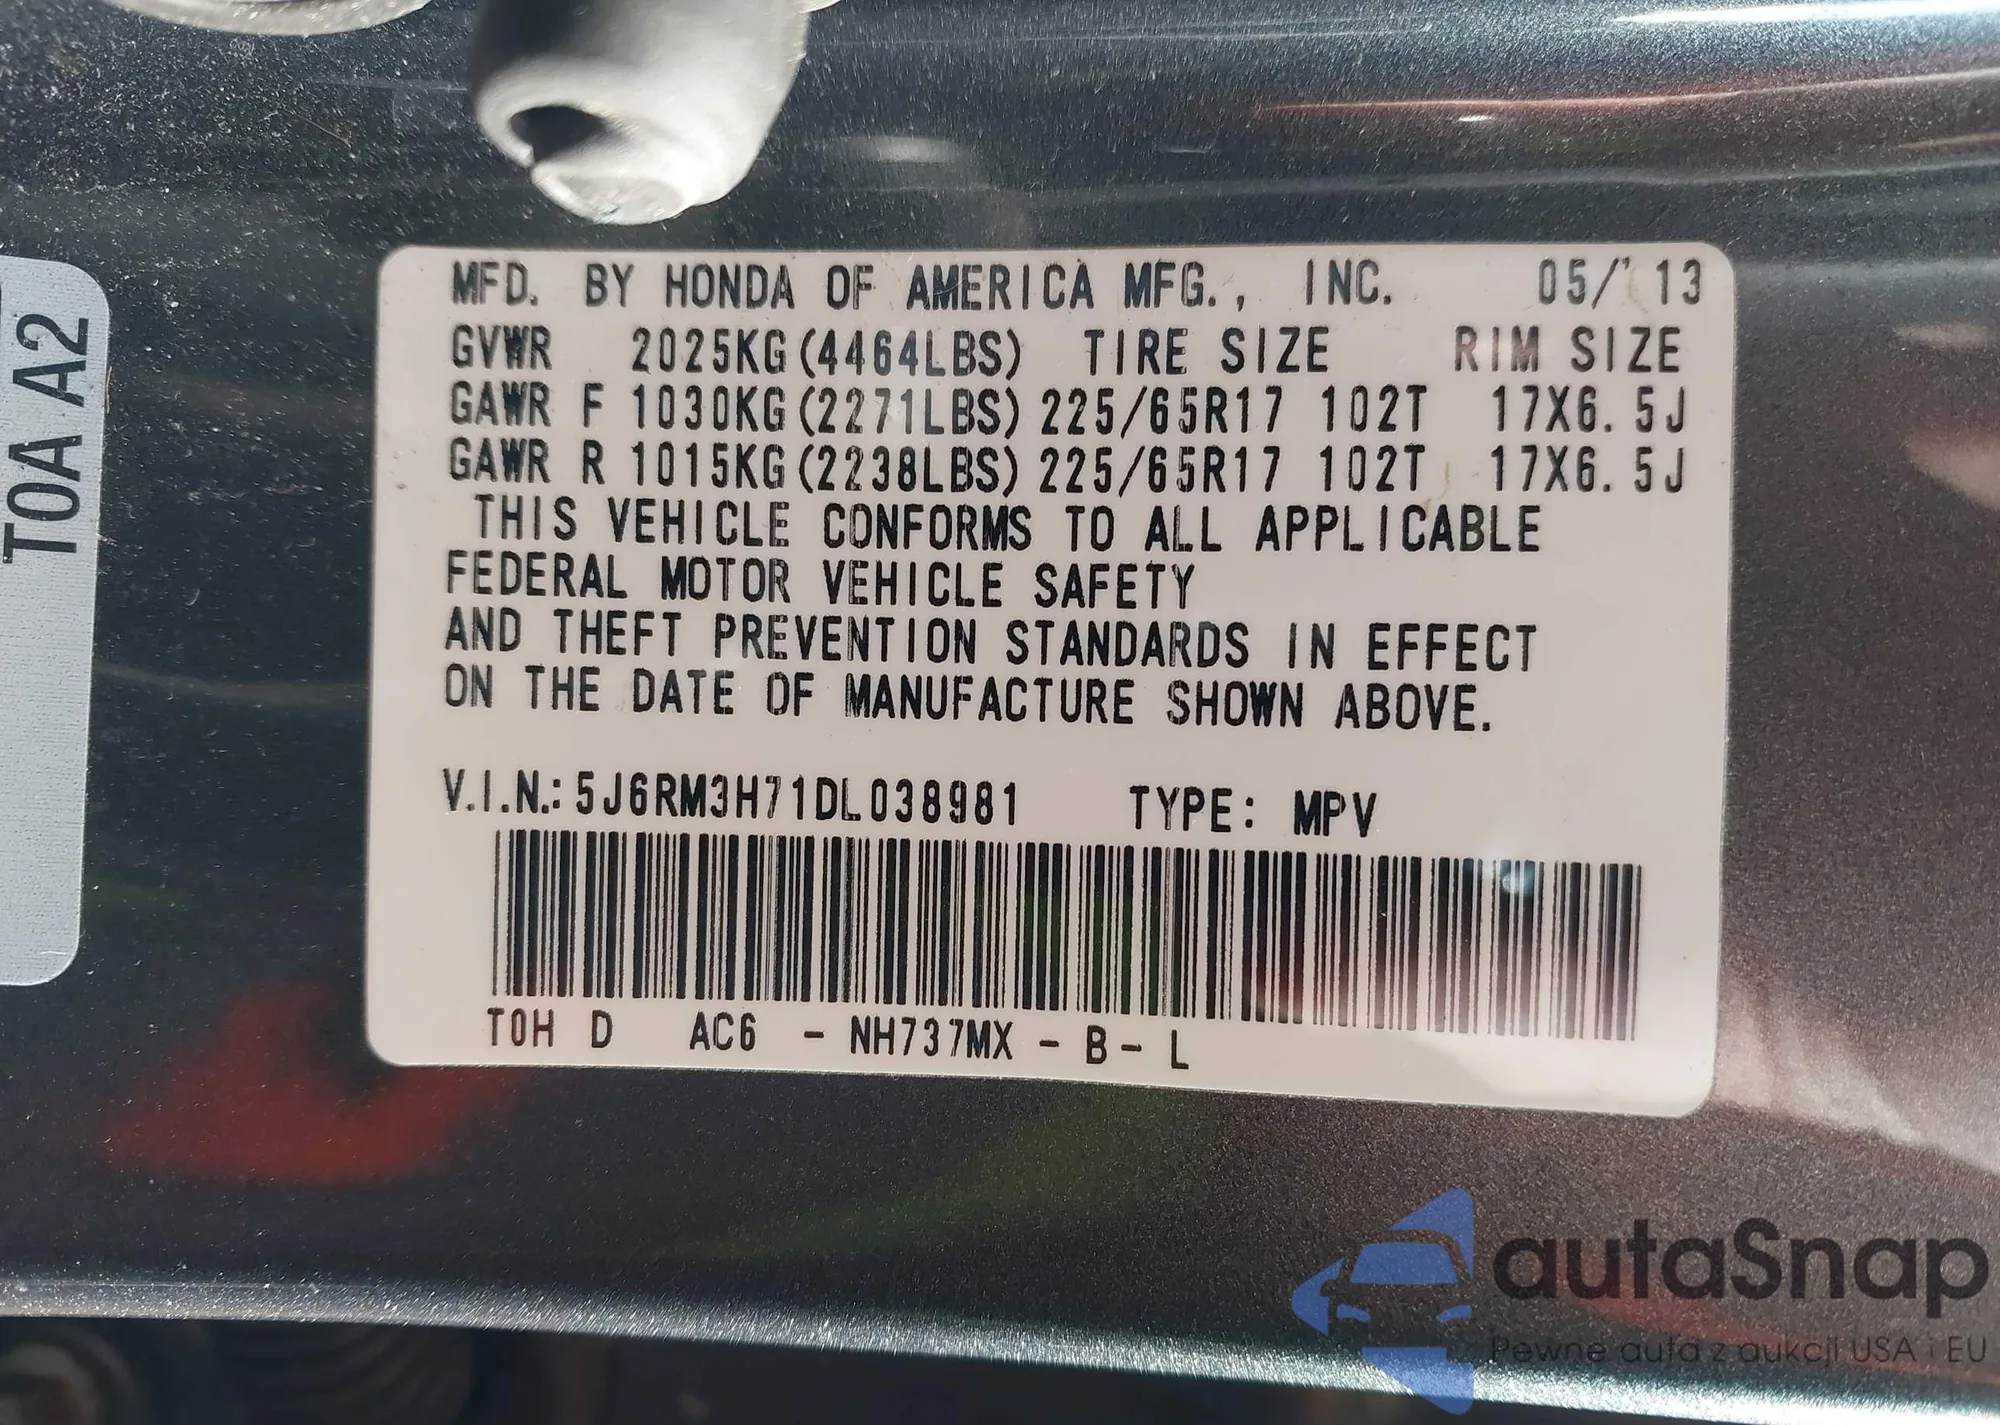 MFD. BY HONDA OF AMERICA MFG., INC. 05/'13
GVWR 2025KG(4464LBS) TIRE SIZE RIM SIZE
GAWR F 1030KG(2271LBS) 225/65R17 102T 17X6.5J
GAWR R 1015KG(2238LBS) 225/65R17 102T 17X6.5J
THIS VEHICLE CONFORMS TO ALL APPLICABLE
FEDERAL MOTOR VEHICLE SAFETY
AND THEFT PREVENTION STANDARDS IN EFFECT
ON THE DATE OF MANUFACTURE SHOWN ABOVE.
V.I.N.: 5J6RM3H71DL038981 TYPE: MPV
T0H D AC6 - NH737MX - B - L
T0A A2
autaSnap
Pewne auta z aukcji USA i EU